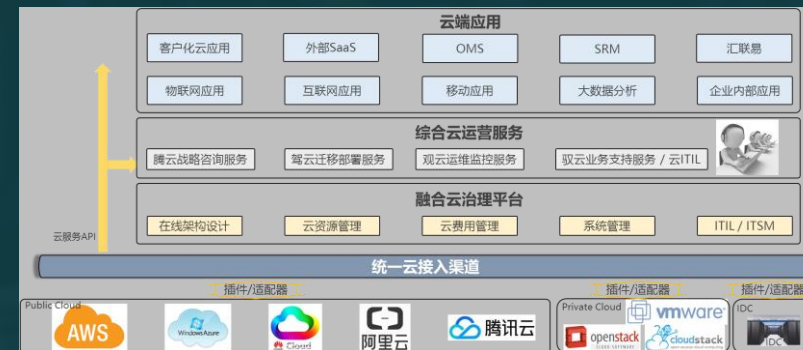 云端应用
客户化云应用 外部SaaS OMS SRM 汇联易
物联网应用 互联网应用 移动应用 大数据分析 企业内部应用
综合云运营服务
腾云战略咨询服务 驾云迁移部署服务 观云运维监控服务 驭云业务支持服务 / 云ITIL
融合云治理平台
在线架构设计 云资源管理 云费用管理 系统管理 ITIL / ITSM
云服务API
统一云接入渠道
插件/适配器 插件/适配器 插件/适配器
Public Cloud Private Cloud IDC
AWS Windows Azure Cloud 阿里云 腾讯云 vmware
openstack cloudstack IDC